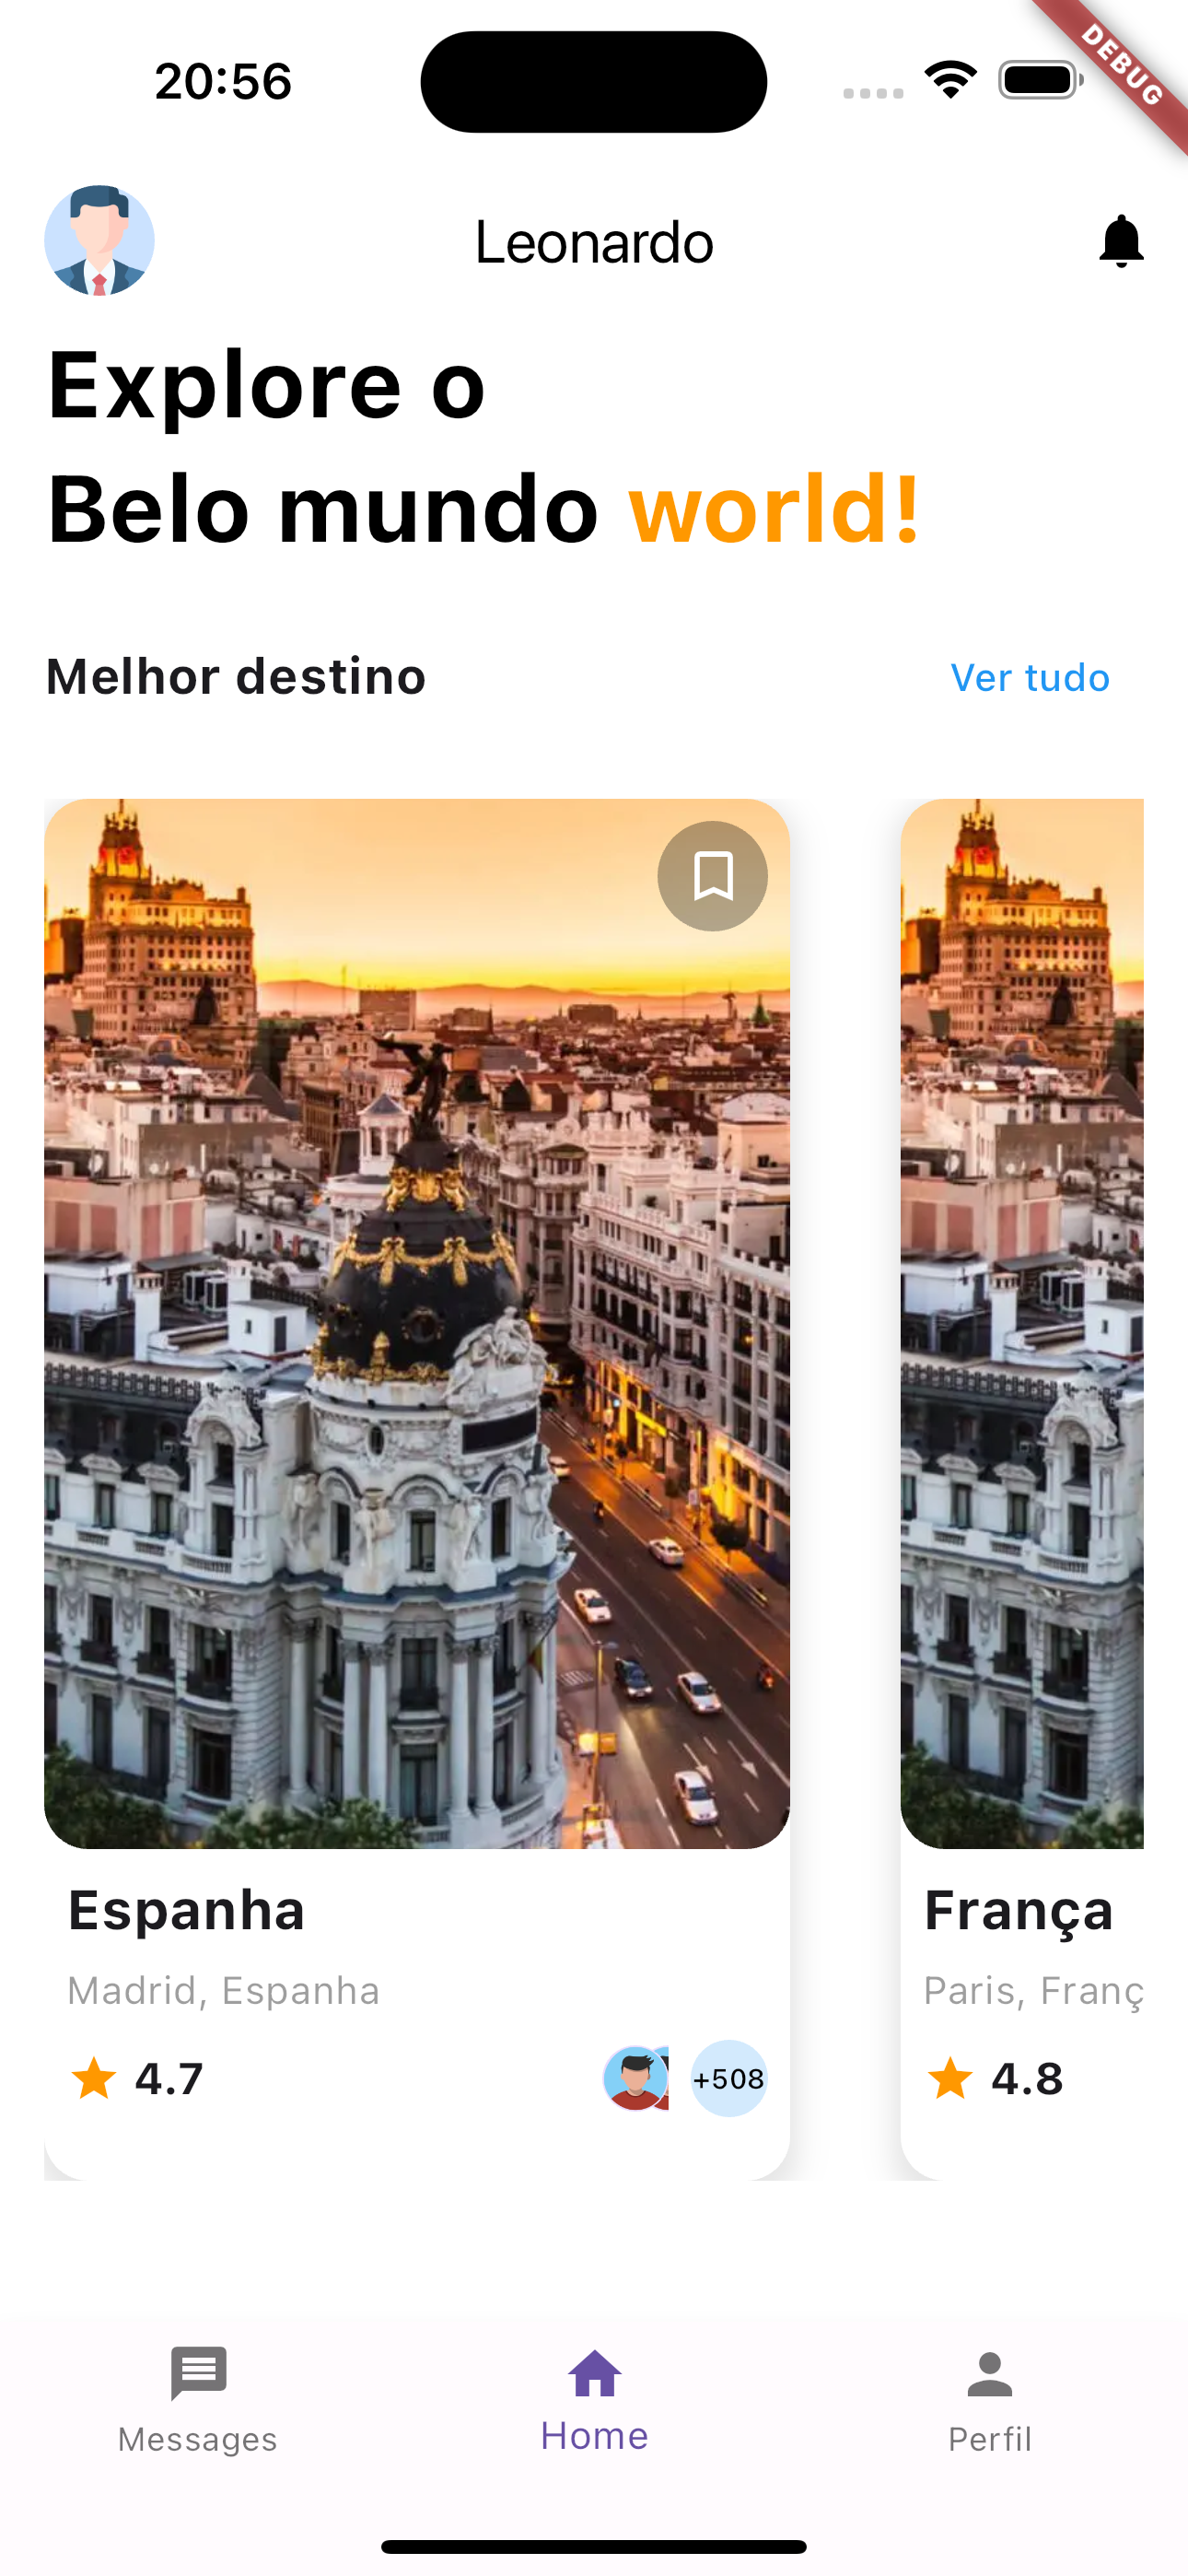 20:56
DEBUG
Leonardo
Explore o
Belo mundo world!
Melhor destino
Ver tudo
Espanha
Madrid, Espanha
4.7
+508
França
Paris, Franç
4.8
Messages
Home
Perfil